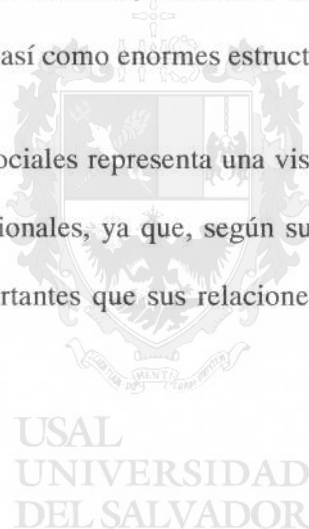 así como enormes estruct
ociales representa una vis
ionales, ya que, según su
rtantes que sus relacione
USAL
UNIVERSIDAD
DEL SALVADOR